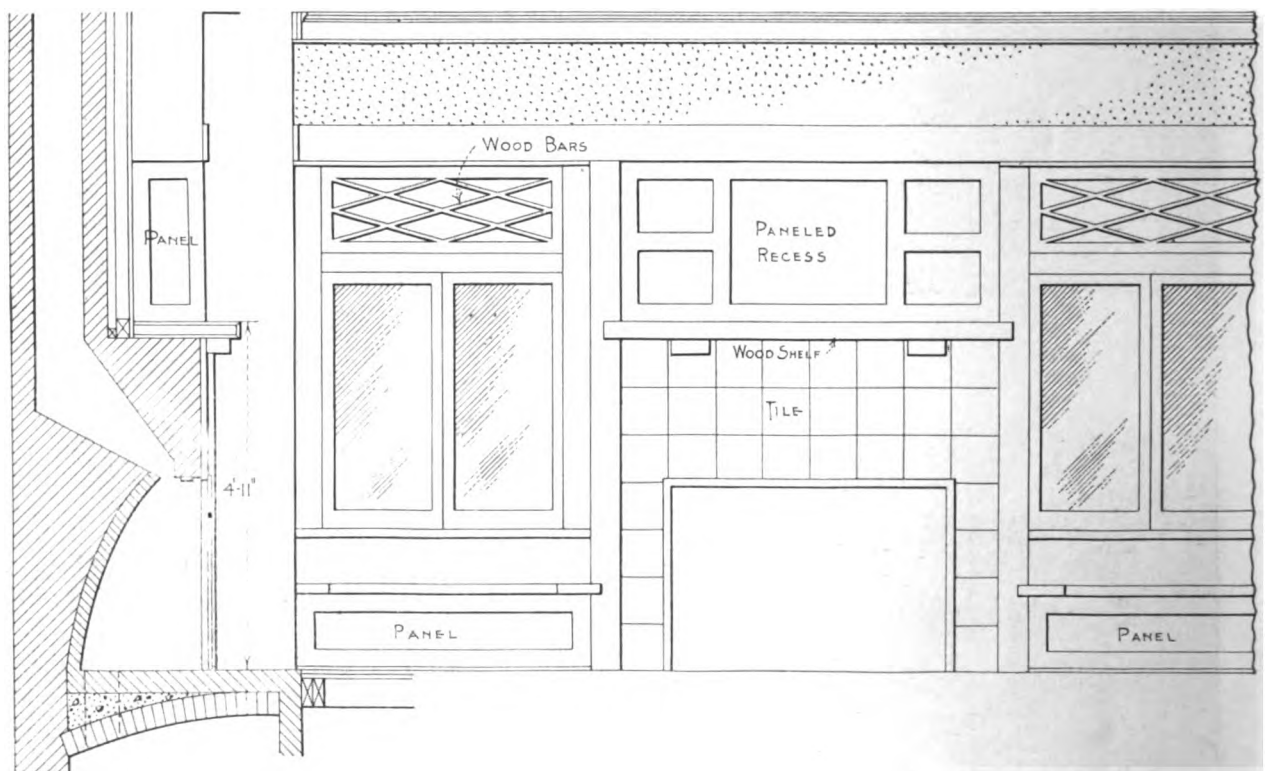 WOOD BARS
PANEL
PANELED
RECESS
WOOD SHELF
TILE
4'-11"
PANEL
PANEL